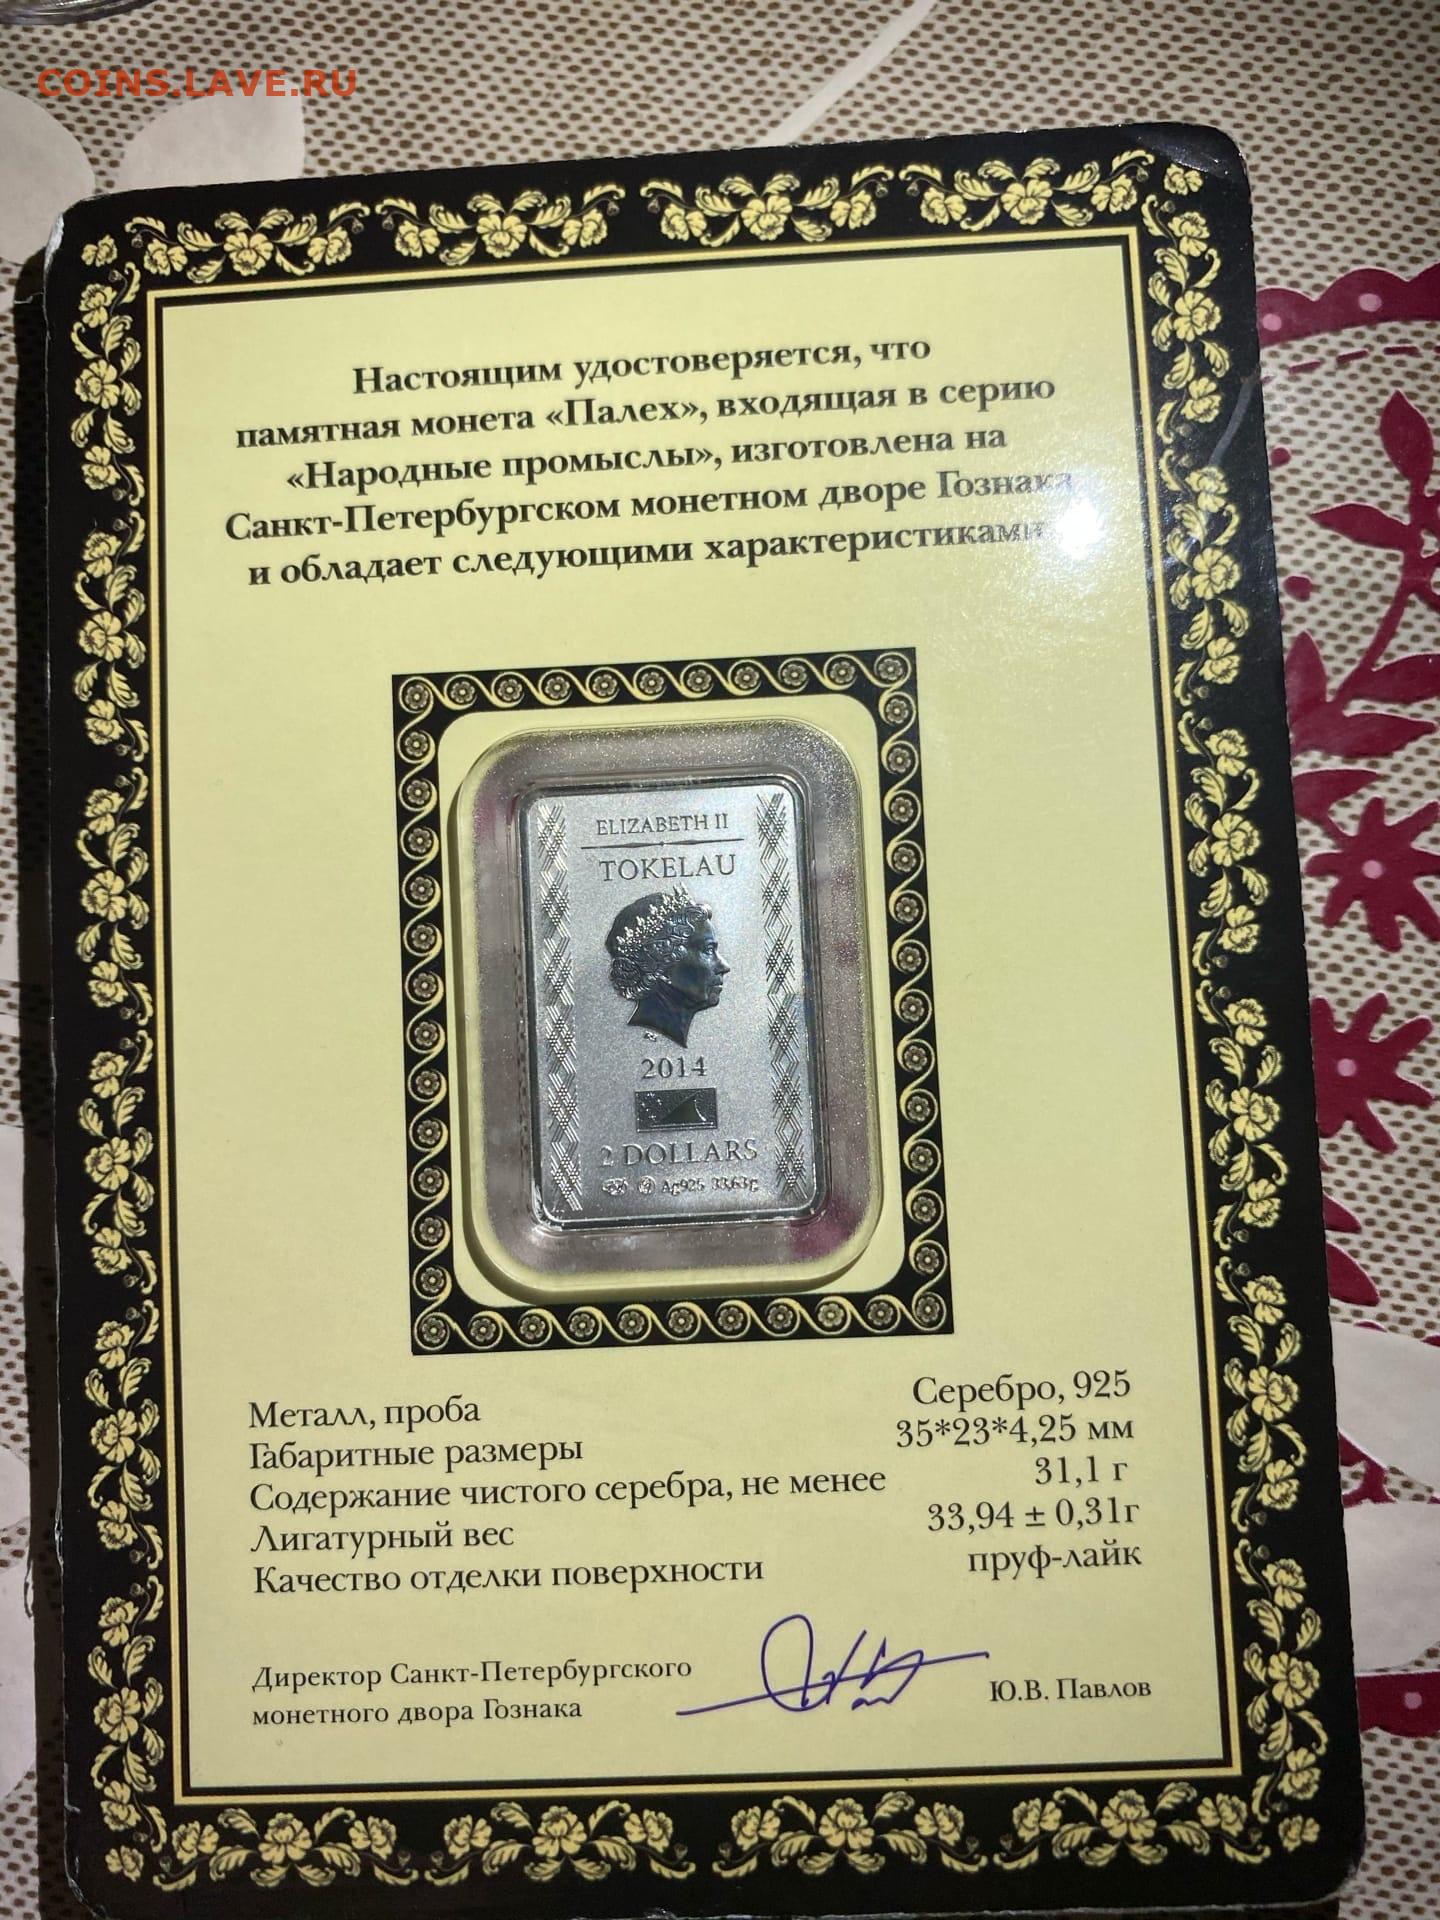 COINS.LAVE.RU
Настоящим удостоверяется, что
памятная монета «Палех», входящая в серию
«Народные промыслы», изготовлена на
Санкт-Петербургском монетном дворе Гознака
и обладает следующими характеристиками
ELIZABETH II
TOKELAU
2014
2 DOLLARS
Ag925 33,63g
Металл, проба Серебро, 925
Габаритные размеры 35*23*4,25 мм
Содержание чистого серебра, не менее 31,1 г
Лигатурный вес 33,94 ± 0,31г
Качество отделки поверхности пруф-лайк
Директор Санкт-Петербургского
монетного двора Гознака Ю.В. Павлов